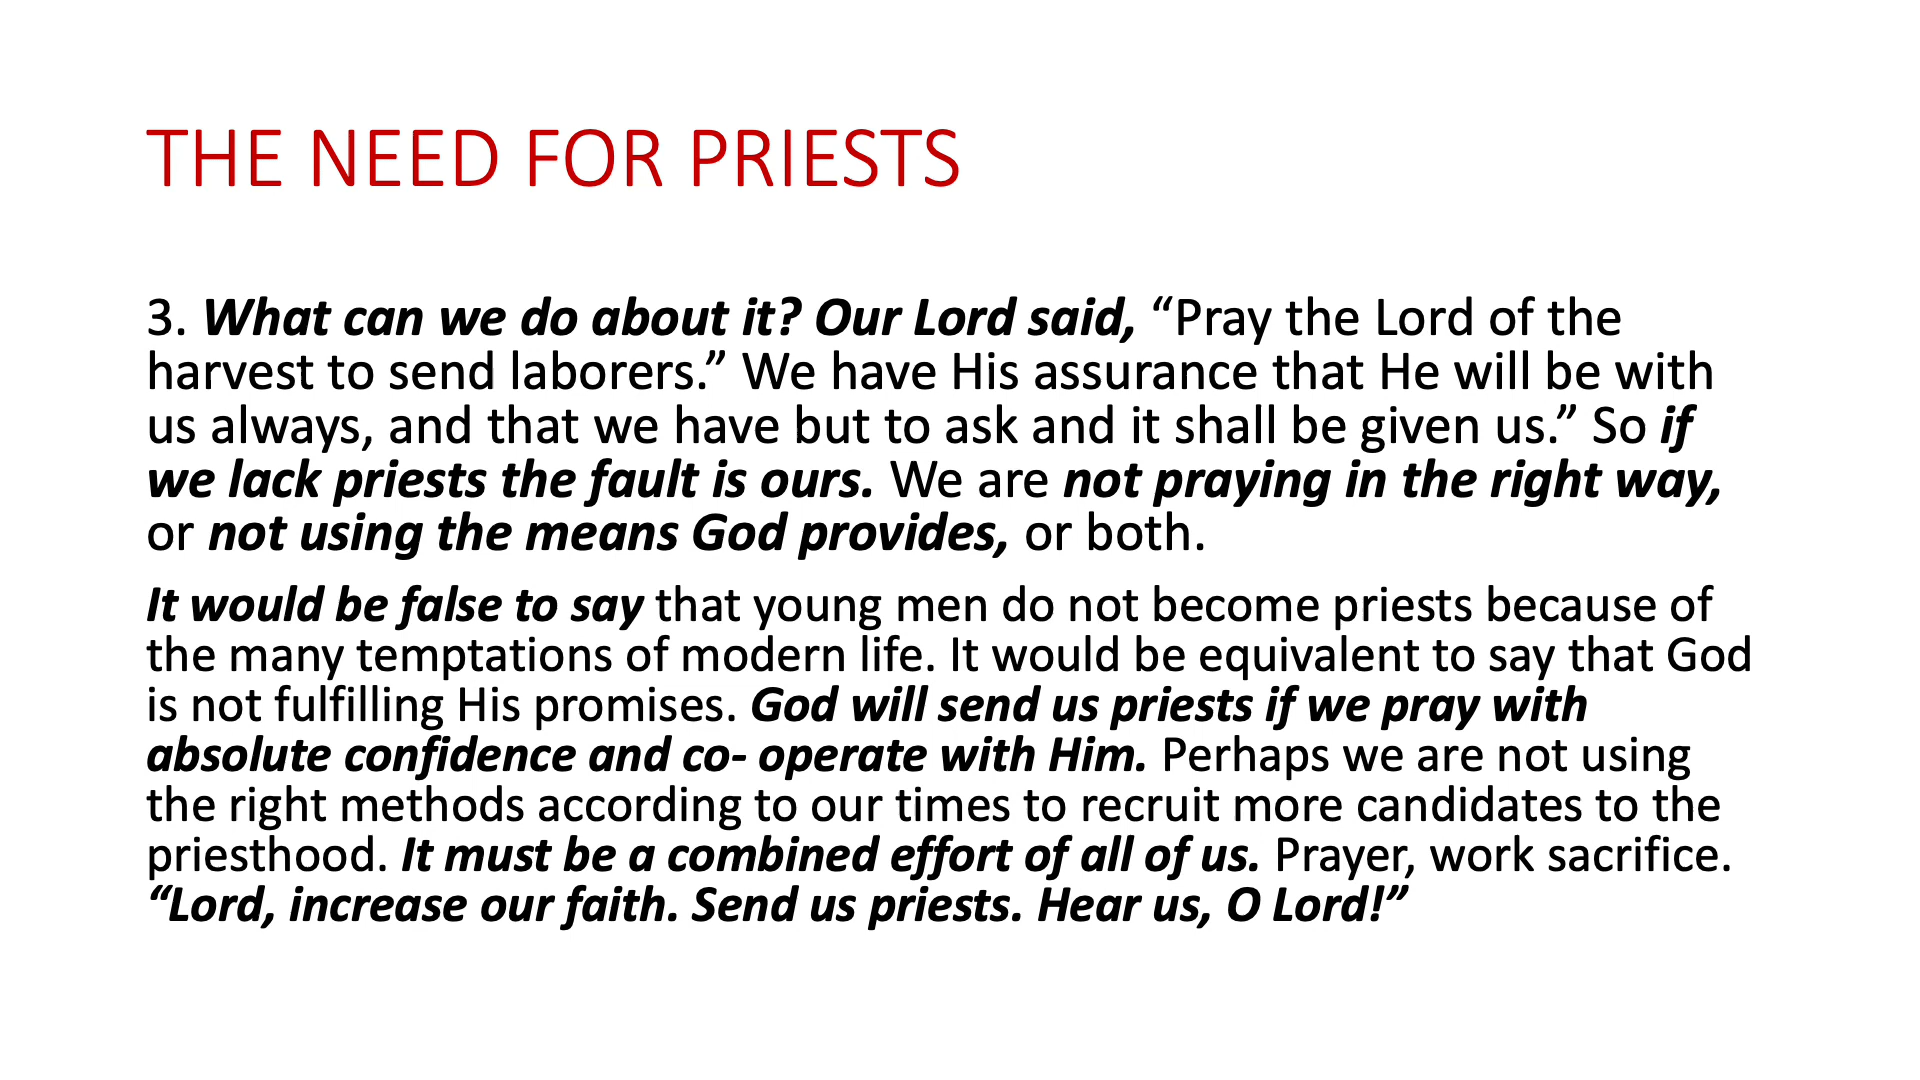 THE NEED FOR PRIESTS
3. What can we do about it? Our Lord said, “Pray the Lord of the
harvest to send laborers.” We have His assurance that He will be with
us always, and that we have but to ask and it shall be given us.” So if
we lack priests the fault is ours. We are not praying in the right way,
or not using the means God provides, or both.
It would be false to say that young men do not become priests because of
the many temptations of modern life. It would be equivalent to say that God
is not fulfilling His promises. God will send us priests if we pray with
absolute confidence and co- operate with Him. Perhaps we are not using
the right methods according to our times to recruit more candidates to the
priesthood. It must be a combined effort of all of us. Prayer, work sacrifice.
“Lord, increase our faith. Send us priests. Hear us, O Lord!”